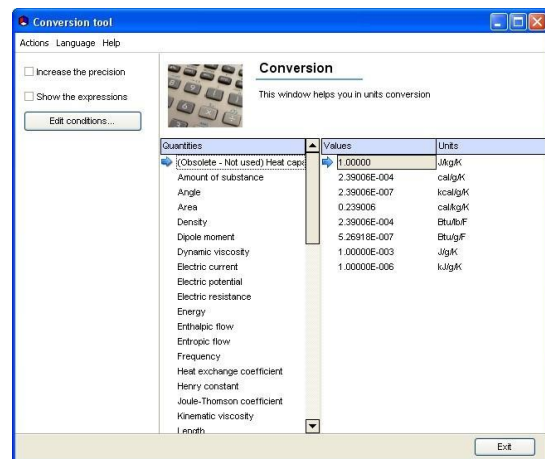 Conversion tool
Actions Language Help
Increase the precision
Show the expressions
Edit conditions...
Conversion
This window helps you in units conversion
Quantities Values Units
(Obsolete - Not used) Heat capa 1.00000 J/kg/K
Amount of substance 2.39006E-004 cal/g/K
Angle 2.39006E-007 kcal/g/K
Area 0.239006 cal/kg/K
Density 2.39006E-004 Btu/lb/F
Dipole moment 5.26918E-007 Btu/g/F
Dynamic viscosity 1.00000E-003 J/g/K
Electric current 1.00000E-006 kJ/g/K
Electric potential
Electric resistance
Energy
Enthalpic flow
Entropic flow
Frequency
Heat exchange coefficient
Henry constant
Joule-Thomson coefficient
Kinematic viscosity
Length
Exit